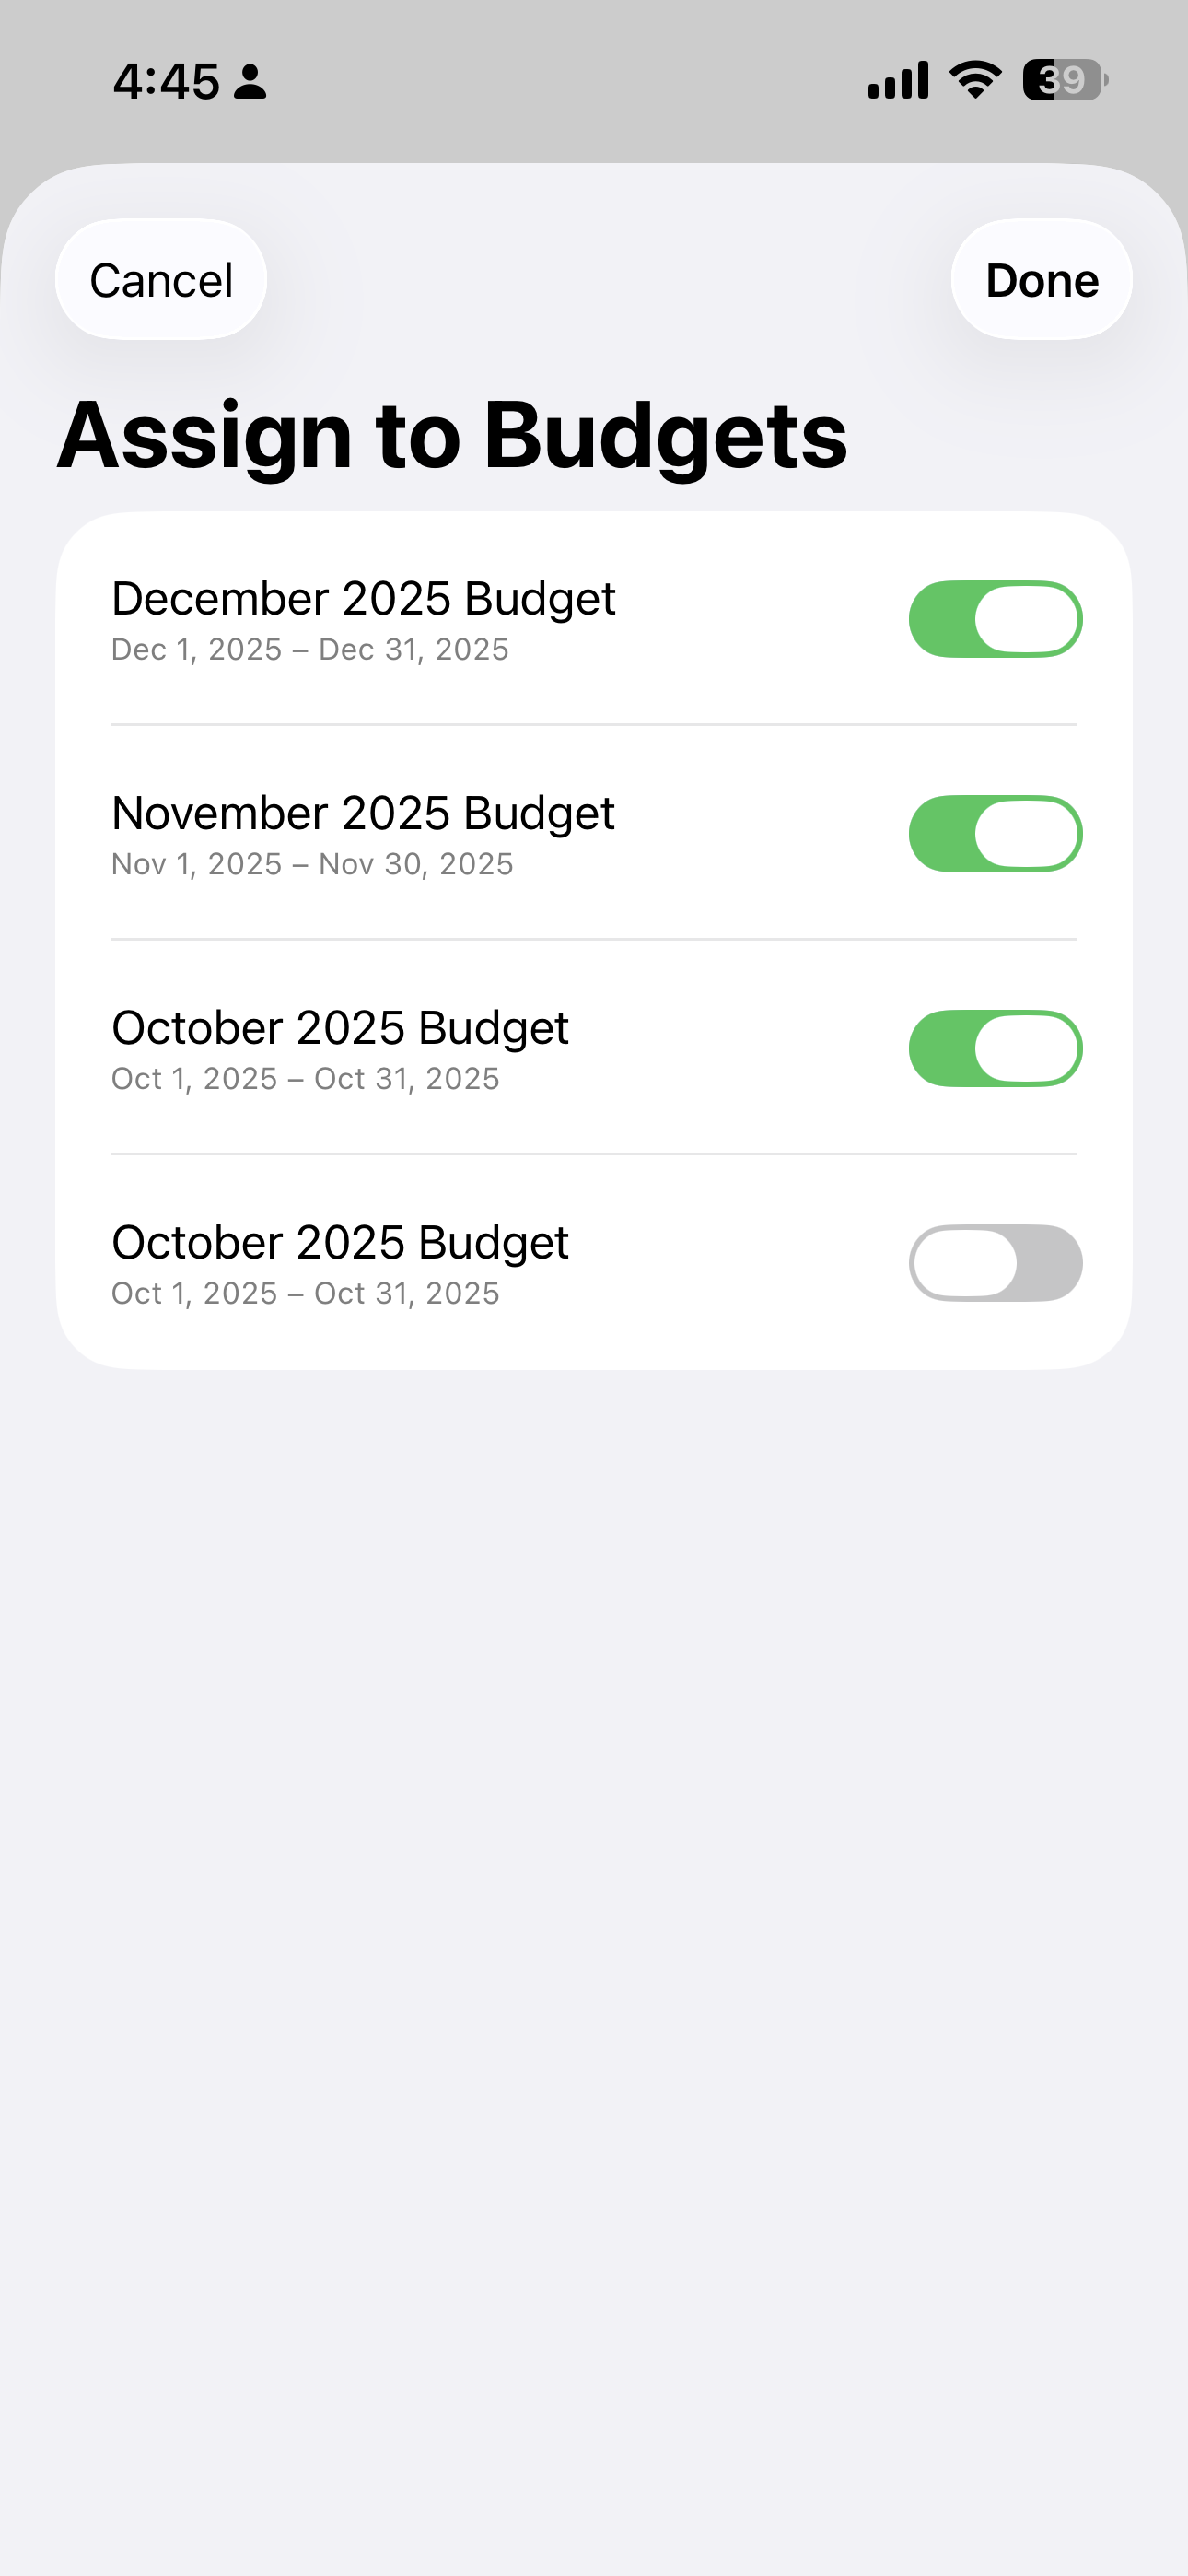 4:45
39
Cancel
Done
Assign to Budgets
December 2025 Budget
Dec 1, 2025 – Dec 31, 2025
November 2025 Budget
Nov 1, 2025 – Nov 30, 2025
October 2025 Budget
Oct 1, 2025 – Oct 31, 2025
October 2025 Budget
Oct 1, 2025 – Oct 31, 2025